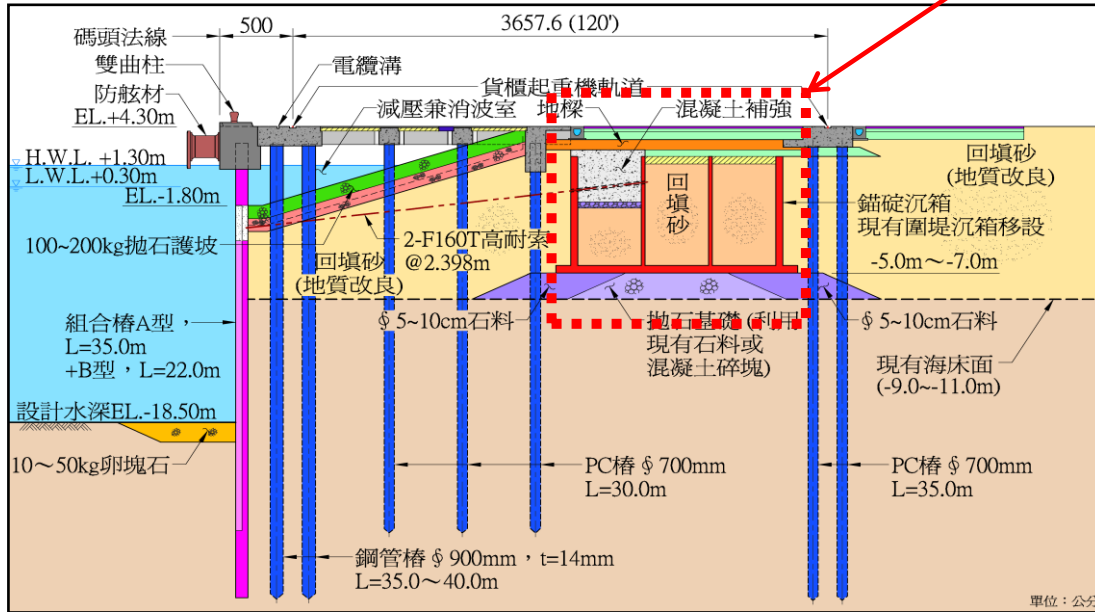 500
3657.6 (120')
碼頭法線
雙曲柱
防舷材
EL.+4.30m
電纜溝
貨櫃起重機軌道
減壓兼消波室
地樑
混凝土補強
H.W.L. +1.30m
L.W.L.+0.30m
EL.-1.80m
回填砂
(地質改良)
回填砂
錨碇沉箱
現有圍堤沉箱移設
100~200kg拋石護坡
2-F160T高耐索
@2.398m
回填砂
(地質改良)
-5.0m～-7.0m
組合樁A型，
L=35.0m
+B型，L=22.0m
∮5~10cm石料
拋石基礎(利用
現有石料或
混凝土碎塊)
∮5~10cm石料
現有海床面
(-9.0~-11.0m)
設計水深EL.-18.50m
10～50kg卵塊石
PC樁∮700mm
L=30.0m
PC樁∮700mm
L=35.0m
鋼管樁∮900mm，t=14mm
L=35.0～40.0m
單位：公分